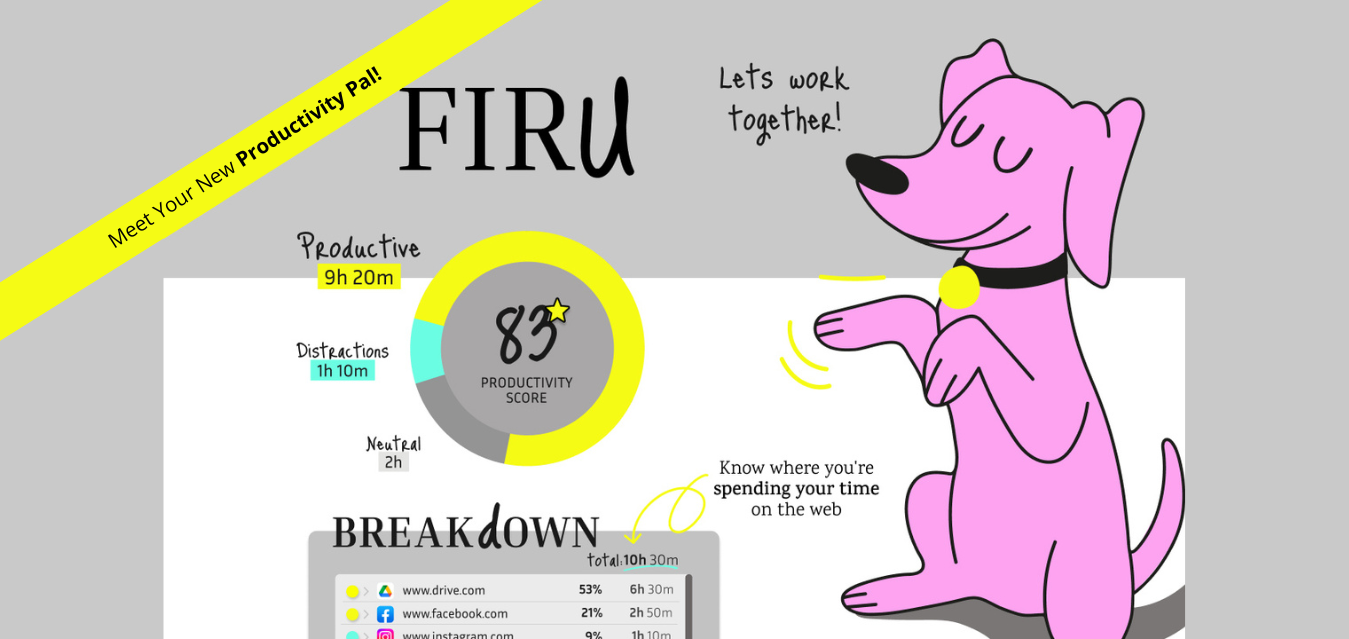 Meet Your New Productivity Pal!
FIRU
Lets work
together!
Productive
9h 20m
Distractions
1h 10m
Neutral
2h
83
PRODUCTIVITY
SCORE
Know where you're
spending your time
on the web
BREAKdOWN
total:10h 30m
www.drive.com 53% 6h 30m
www.facebook.com 21% 2h 50m
www.instagram.com 9% 1h 10m